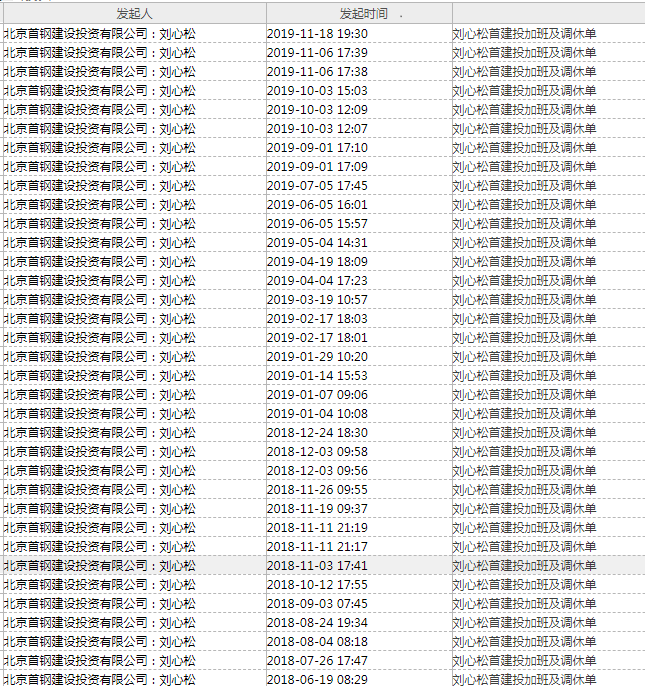 发起人 发起时间
北京首钢建设投资有限公司：刘心松 2019-11-18 19:30 刘心松首建投加班及调休单
北京首钢建设投资有限公司：刘心松 2019-11-06 17:39 刘心松首建投加班及调休单
北京首钢建设投资有限公司：刘心松 2019-11-06 17:38 刘心松首建投加班及调休单
北京首钢建设投资有限公司：刘心松 2019-10-03 15:03 刘心松首建投加班及调休单
北京首钢建设投资有限公司：刘心松 2019-10-03 12:09 刘心松首建投加班及调休单
北京首钢建设投资有限公司：刘心松 2019-10-03 12:07 刘心松首建投加班及调休单
北京首钢建设投资有限公司：刘心松 2019-09-01 17:10 刘心松首建投加班及调休单
北京首钢建设投资有限公司：刘心松 2019-09-01 17:09 刘心松首建投加班及调休单
北京首钢建设投资有限公司：刘心松 2019-07-05 17:45 刘心松首建投加班及调休单
北京首钢建设投资有限公司：刘心松 2019-06-05 16:01 刘心松首建投加班及调休单
北京首钢建设投资有限公司：刘心松 2019-06-05 15:57 刘心松首建投加班及调休单
北京首钢建设投资有限公司：刘心松 2019-05-04 14:31 刘心松首建投加班及调休单
北京首钢建设投资有限公司：刘心松 2019-04-19 18:09 刘心松首建投加班及调休单
北京首钢建设投资有限公司：刘心松 2019-04-04 17:23 刘心松首建投加班及调休单
北京首钢建设投资有限公司：刘心松 2019-03-19 10:57 刘心松首建投加班及调休单
北京首钢建设投资有限公司：刘心松 2019-02-17 18:03 刘心松首建投加班及调休单
北京首钢建设投资有限公司：刘心松 2019-02-17 18:01 刘心松首建投加班及调休单
北京首钢建设投资有限公司：刘心松 2019-01-29 10:20 刘心松首建投加班及调休单
北京首钢建设投资有限公司：刘心松 2019-01-14 15:53 刘心松首建投加班及调休单
北京首钢建设投资有限公司：刘心松 2019-01-07 09:06 刘心松首建投加班及调休单
北京首钢建设投资有限公司：刘心松 2019-01-04 10:08 刘心松首建投加班及调休单
北京首钢建设投资有限公司：刘心松 2018-12-24 18:30 刘心松首建投加班及调休单
北京首钢建设投资有限公司：刘心松 2018-12-03 09:58 刘心松首建投加班及调休单
北京首钢建设投资有限公司：刘心松 2018-12-03 09:56 刘心松首建投加班及调休单
北京首钢建设投资有限公司：刘心松 2018-11-26 09:55 刘心松首建投加班及调休单
北京首钢建设投资有限公司：刘心松 2018-11-19 09:37 刘心松首建投加班及调休单
北京首钢建设投资有限公司：刘心松 2018-11-11 21:19 刘心松首建投加班及调休单
北京首钢建设投资有限公司：刘心松 2018-11-11 21:17 刘心松首建投加班及调休单
北京首钢建设投资有限公司：刘心松 2018-11-03 17:41 刘心松首建投加班及调休单
北京首钢建设投资有限公司：刘心松 2018-10-12 17:55 刘心松首建投加班及调休单
北京首钢建设投资有限公司：刘心松 2018-09-03 07:45 刘心松首建投加班及调休单
北京首钢建设投资有限公司：刘心松 2018-08-24 19:34 刘心松首建投加班及调休单
北京首钢建设投资有限公司：刘心松 2018-08-04 08:18 刘心松首建投加班及调休单
北京首钢建设投资有限公司：刘心松 2018-07-26 17:47 刘心松首建投加班及调休单
北京首钢建设投资有限公司：刘心松 2018-06-19 08:29 刘心松首建投加班及调休单